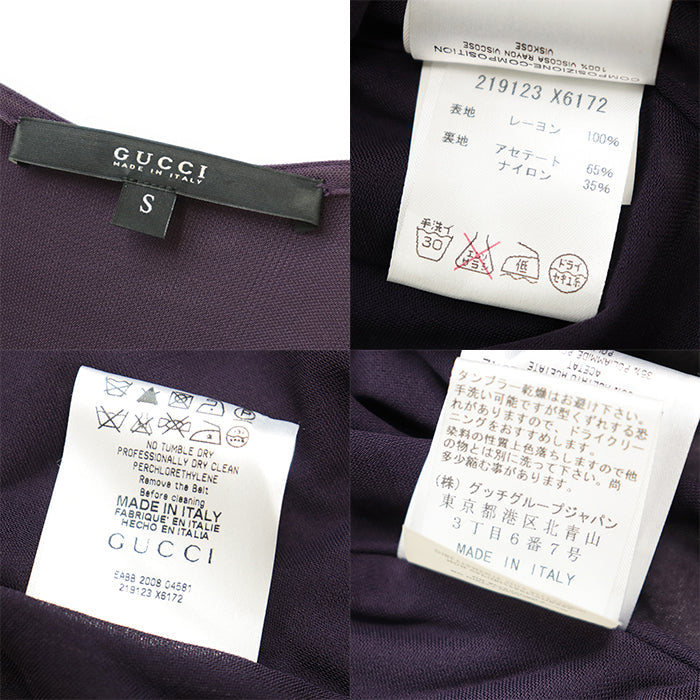 GUCCI
MADE IN ITALY
S
COMPOSIZIONE-COMPOS
100% VISCOSA RAYON VISCOSE
VISKOSE
219123 X6172
表地 レーヨン 100%
裏地 アセテート 65%
ナイロン 35%
手洗イ
30
エンソ
サラシ
低
ドライ
セキユ系
NO TUMBLE DRY
PROFESSIONALLY DRY CLEAN
PERCHLORETHYLENE
Remove the Belt
Before cleaning
MADE IN ITALY
FABRIQUÉ EN ITALIE
HECHO EN ITALIA
GUCCI
EABB 2008 04581
219123 X6172
ACETAT
タンブラー乾燥はお避け下さい。
手洗い可能ですが型くずれする恐
れがありますので、ドライクリー
ニングをおすすめします。
染料の性質上色落ちしますので他
の物とは別に洗って下さい。尚
多少縮む事があります。
(株)グッチグループジャパン
東京都港区北青山
3丁目6番7号
MADE IN ITALY